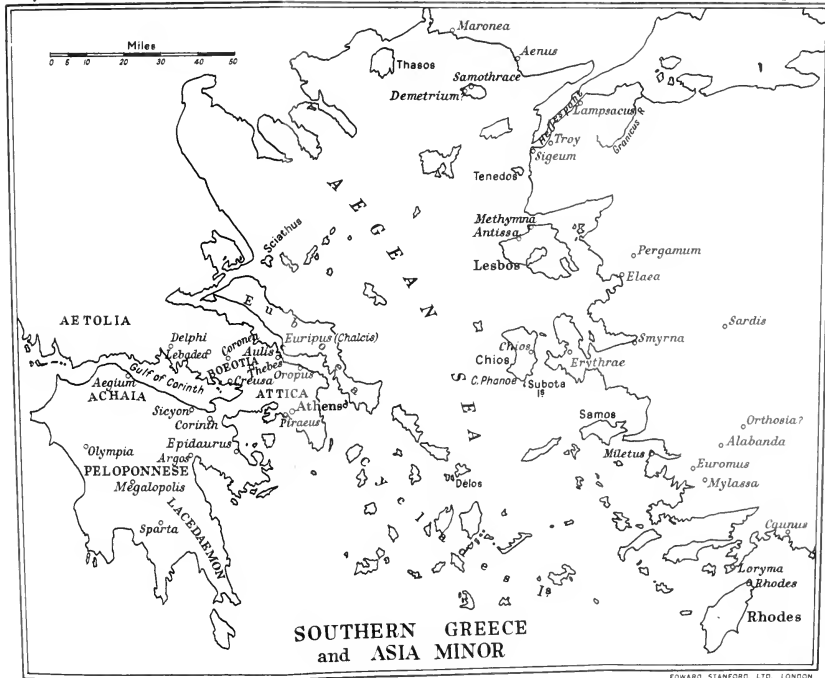 Miles
0 5 10 20 30 40 50
Maronea
Aenus
Thasos
Samothrace
Demetrium?
Hellespont
Lampsacus
Granicus R
Troy
Sigeum
Tenedos
AEGEAN SEA
Sciathus
Methymna
Antissa
Lesbos
Pergamum
Elaea
Euboea
AETOLIA
Delphi
Lebadea
Coronea
Aulis
Euripus (Chalcis)
BOEOTIA
Thebes
Oropus
Creusa
Gulf of Corinth
Aegium
ACHAIA
ATTICA
Athens
Piraeus
Sicyon
Corinth
Epidaurus
Argos
Olympia
PELOPONNESE
Megalopolis
LACEDAEMON
Sparta
Smyrna
Sardis
Chios
Chios
Erythrae
C. Phanae
Subota Is
Samos
Miletus
Orthosia?
Alabanda
Euromus
Mylassa
Delos
Cyclades Is
Caunus
Loryma
Rhodes
Rhodes
SOUTHERN GREECE
and ASIA MINOR
EDWARD STANFORD, LTD., LONDON